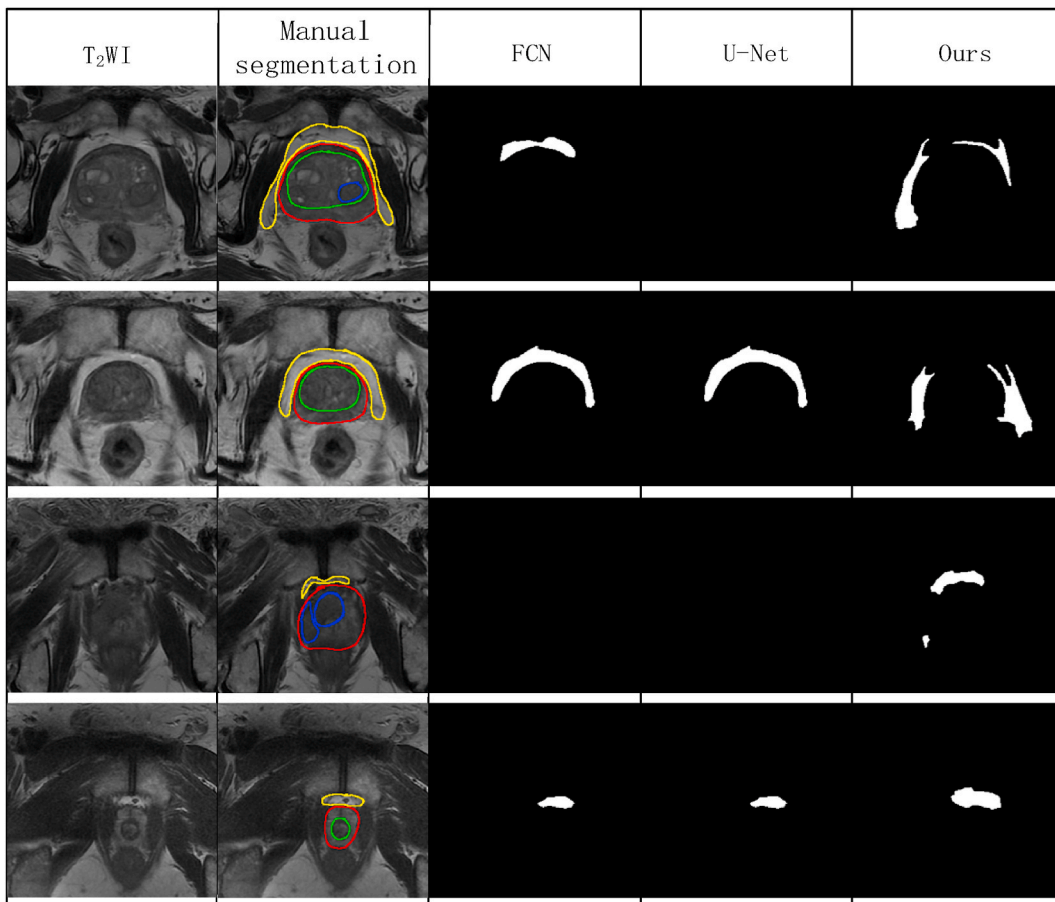 T₂WI
Manual
segmentation
FCN
U-Net
Ours